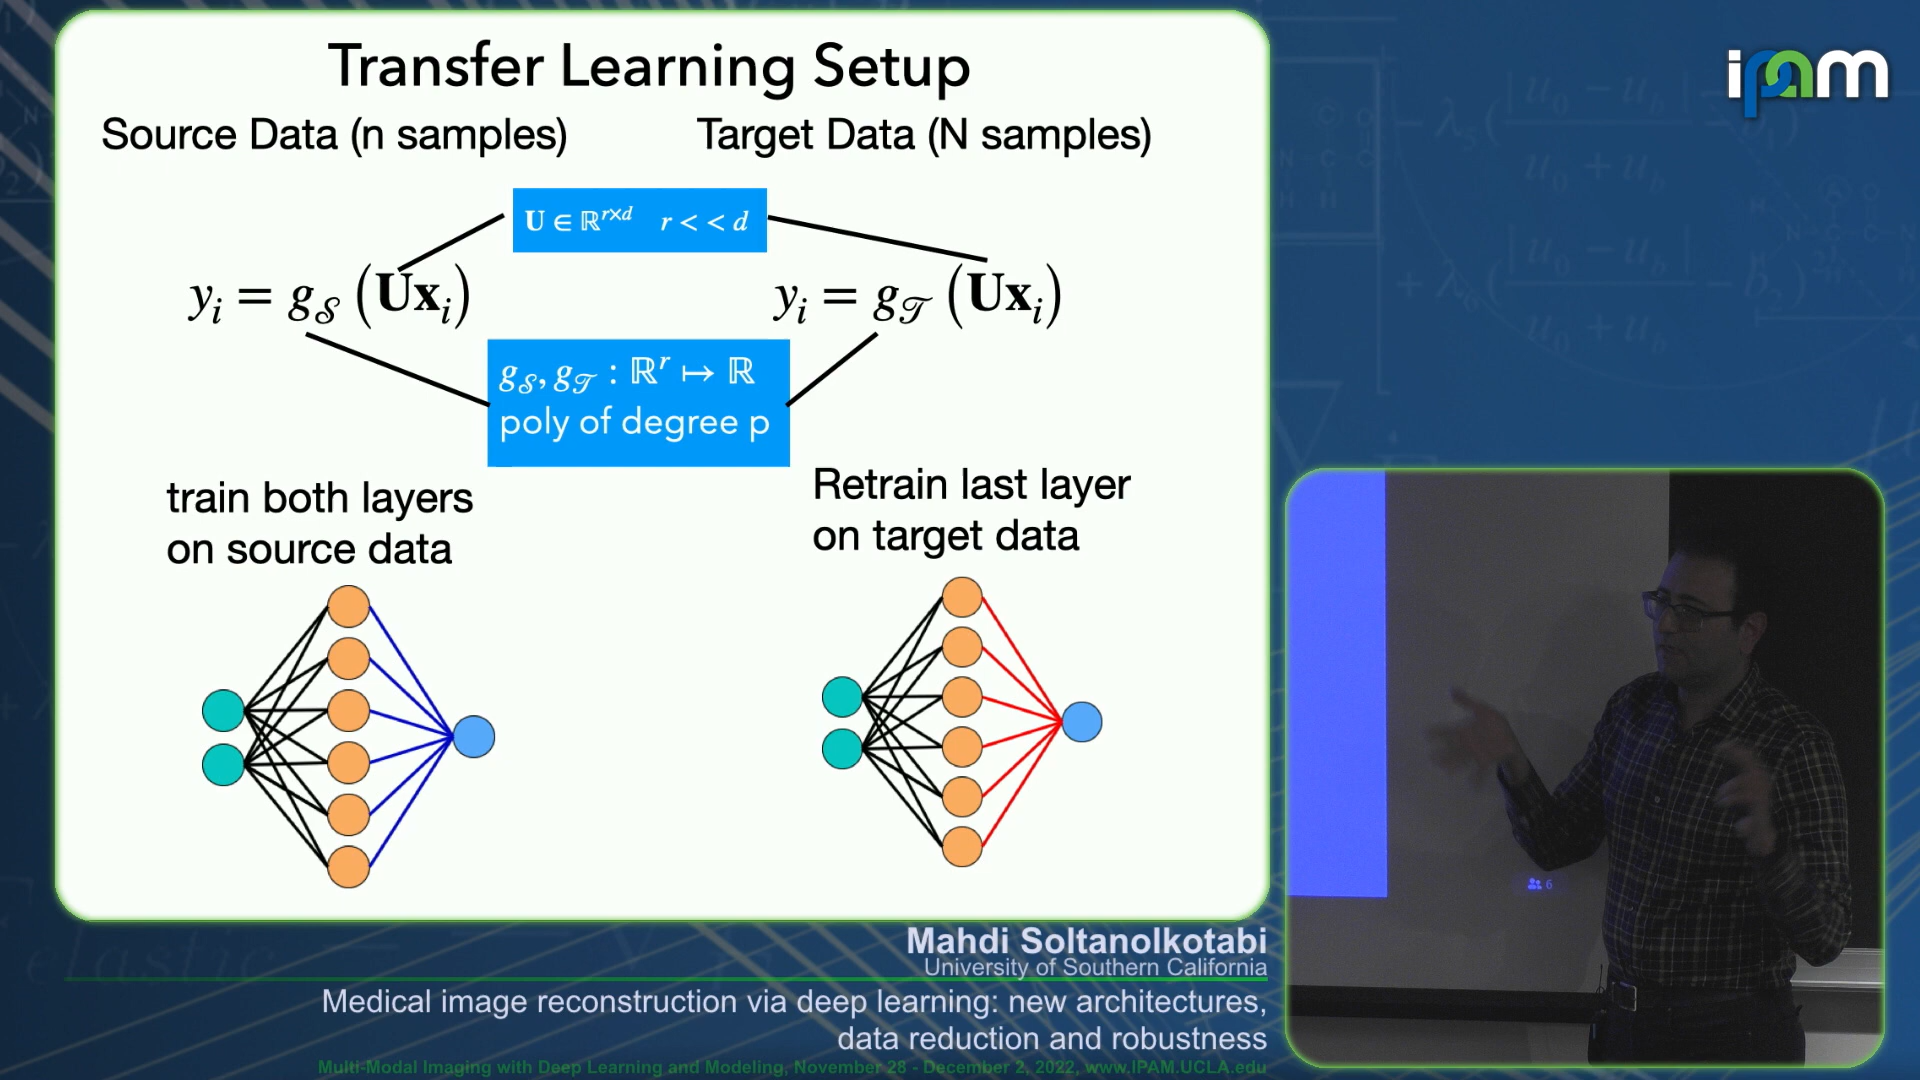 Transfer Learning Setup
Source Data (n samples)
Target Data (N samples)
U ∈ ℝ^{r×d} r < < d
y_i = g_𝒮 (Ux_i)
y_i = g_𝒯 (Ux_i)
g_𝒮, g_𝒯 : ℝ^r ↦ ℝ
poly of degree p
train both layers
on source data
Retrain last layer
on target data
ipam
6
Mahdi Soltanolkotabi
University of Southern California
Medical image reconstruction via deep learning: new architectures,
data reduction and robustness
Multi-Modal Imaging with Deep Learning and Modeling, November 28 - December 2, 2022, www.IPAM.UCLA.edu